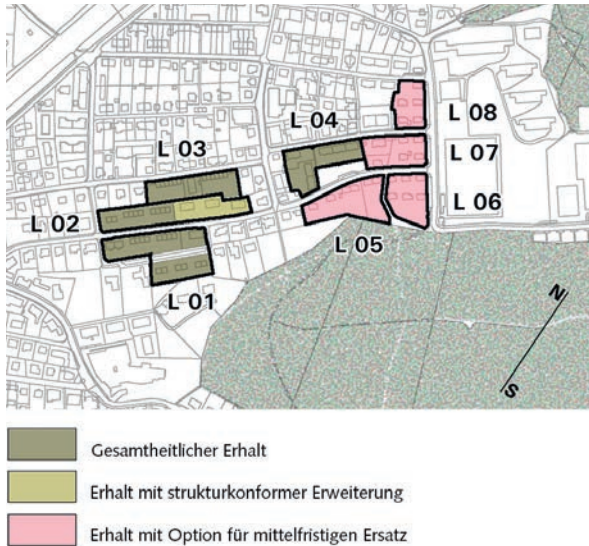 L 08
L 04
L 07
L 03
L 06
L 02
L 05
L 01
N
S
Gesamtheitlicher Erhalt
Erhalt mit strukturkonformer Erweiterung
Erhalt mit Option für mittelfristigen Ersatz